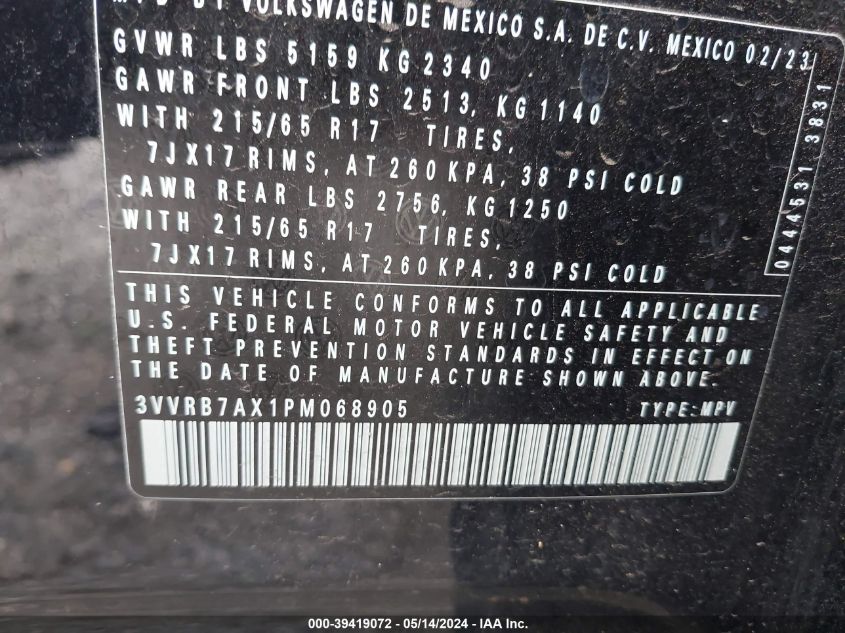 MFD BY VOLKSWAGEN DE MEXICO S.A. DE C.V. MEXICO 02/23
GVWR LBS 5159 KG 2340
GAWR FRONT LBS 2513, KG 1140
WITH 215/65 R17 TIRES,
7JX17 RIMS, AT 260 KPA, 38 PSI COLD
GAWR REAR LBS 2756, KG 1250
WITH 215/65 R17 TIRES,
7JX17 RIMS, AT 260 KPA, 38 PSI COLD
0444531 3831
THIS VEHICLE CONFORMS TO ALL APPLICABLE
U.S. FEDERAL MOTOR VEHICLE SAFETY AND
THEFT PREVENTION STANDARDS IN EFFECT ON
THE DATE OF MANUFACTURE SHOWN ABOVE.
3VVRB7AX1PM068905 TYPE: MPV
000-39419072 - 05/14/2024 - IAA Inc.